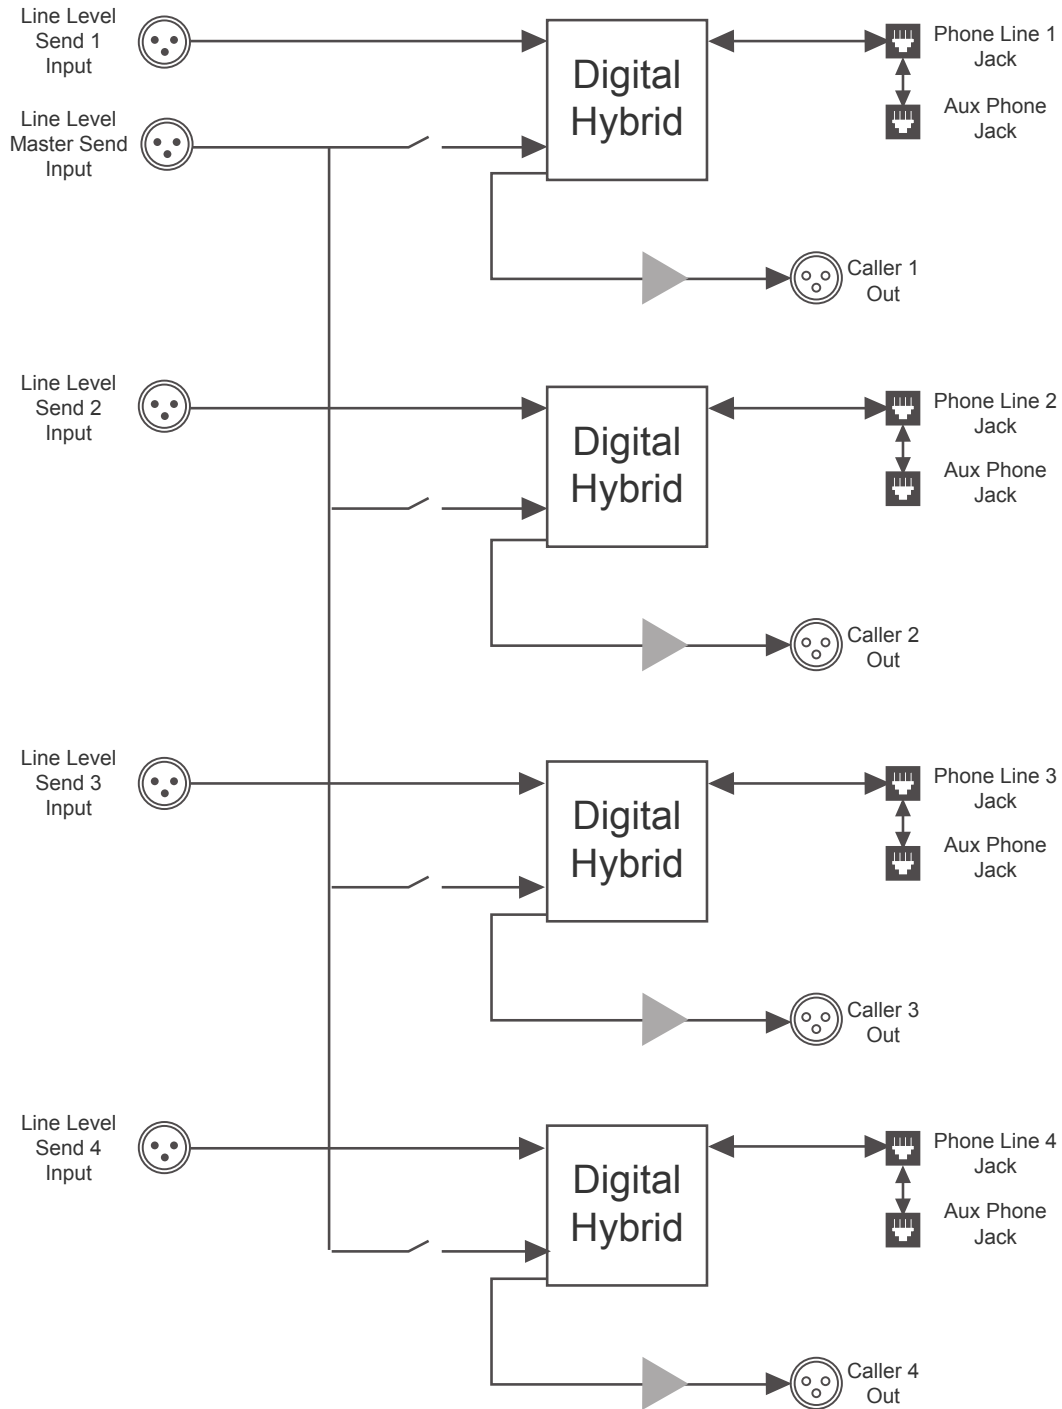 Line Level
Send 1
Input
Digital
Hybrid
Phone Line 1
Jack
Aux Phone
Jack
Line Level
Master Send
Input
Caller 1
Out
Line Level
Send 2
Input
Digital
Hybrid
Phone Line 2
Jack
Aux Phone
Jack
Caller 2
Out
Line Level
Send 3
Input
Digital
Hybrid
Phone Line 3
Jack
Aux Phone
Jack
Caller 3
Out
Line Level
Send 4
Input
Digital
Hybrid
Phone Line 4
Jack
Aux Phone
Jack
Caller 4
Out